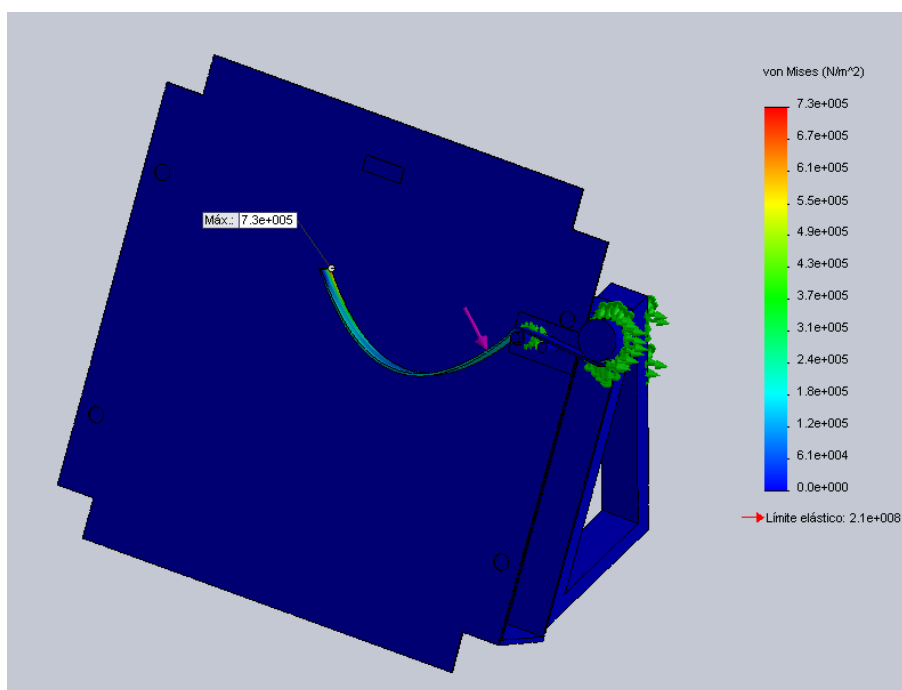 von Mises (N/m^2)
7.3e+005
6.7e+005
6.1e+005
5.5e+005
4.9e+005
4.3e+005
3.7e+005
3.1e+005
2.4e+005
1.8e+005
1.2e+005
6.1e+004
0.0e+000
Límite elástico: 2.1e+008
Máx.: 7.3e+005